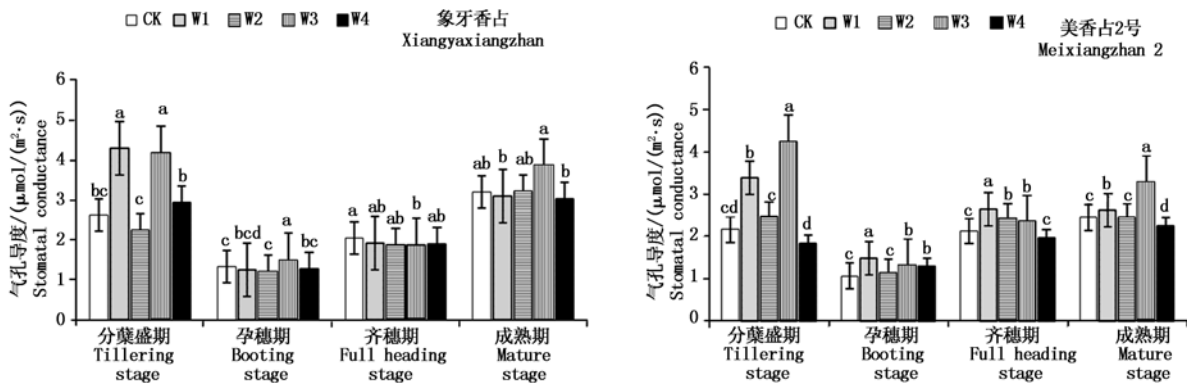 CK W1 W2 W3 W4
象牙香占
Xiangyaxiangzhan
气孔导度/(μmol/(m²·s))
Stomatal conductance
6
5
4
3
2
1
0
bc a c a b
c bcd c a bc
a ab ab b ab
ab b ab a b
分蘖盛期 孕穗期 齐穗期 成熟期
Tillering Booting Full heading Mature
stage stage stage stage
CK W1 W2 W3 W4
美香占2号
Meixiangzhan 2
气孔导度/(μmol/(m²·s))
Stomatal conductance
6
5
4
3
2
1
0
cd b c a d
c a c b b
c a b b c
c b c a d
分蘖盛期 孕穗期 齐穗期 成熟期
Tillering Booting Full heading Mature
stage stage stage stage